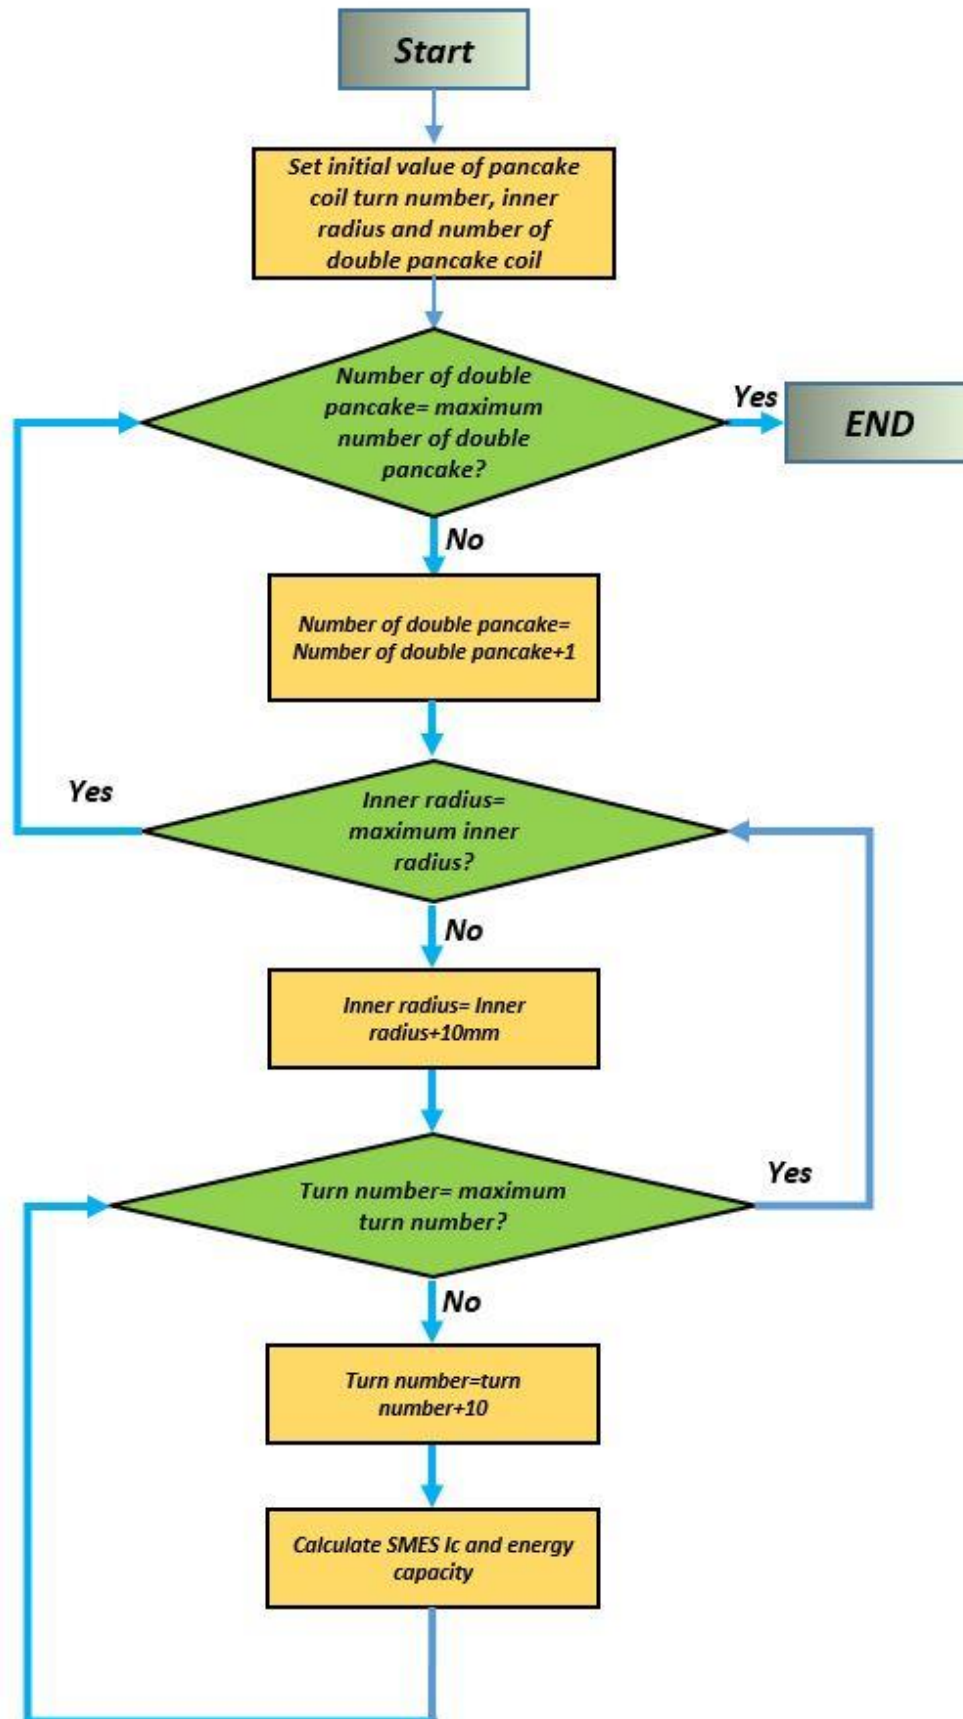 Start
Set initial value of pancake
coil turn number, inner
radius and number of
double pancake coil
Number of double
pancake= maximum
number of double
pancake?
Yes
END
No
Number of double pancake=
Number of double pancake+1
Yes
Inner radius=
maximum inner
radius?
No
Inner radius= Inner
radius+10mm
Turn number= maximum
turn number?
Yes
No
Turn number=turn
number+10
Calculate SMES Ic and energy
capacity